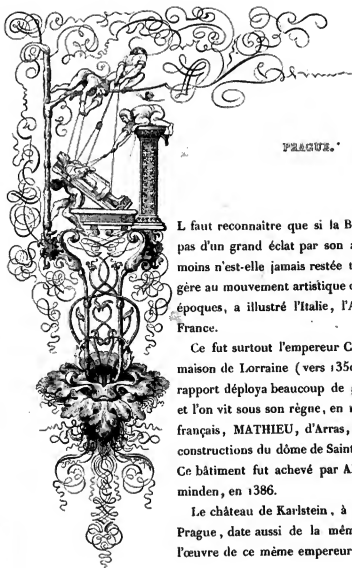 PRAGUE.
L faut reconnaitre que si la B
pas d'un grand éclat par son
moins n'est-elle jamais restée
gère au mouvement artistique
époques, a illustré l'Italie, l'A
France.
Ce fut surtout l'empereur C
maison de Lorraine (vers 135
rapport déploya beaucoup de
et l'on vit sous son règne, en
français, MATHIEU, d'Arras,
constructions du dôme de Saint
Ce bâtiment fut achevé par A
minden, en 1386.
Le château de Karlstein, à
Prague, date aussi de la mêm
l'œuvre de ce même empereur